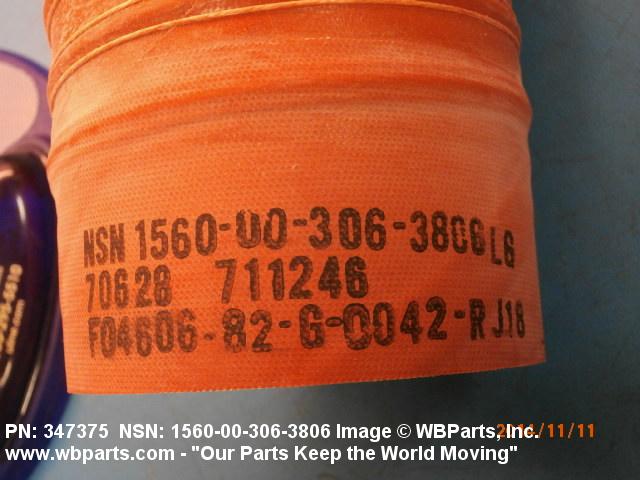 NSN 1560-00-306-3806LG
70628 711246
F04606-82-G-0042-RJ18
PN: 347375 NSN: 1560-00-306-3806 Image © WBParts, Inc.
2011/11/11
www.wbparts.com - "Our Parts Keep the World Moving"